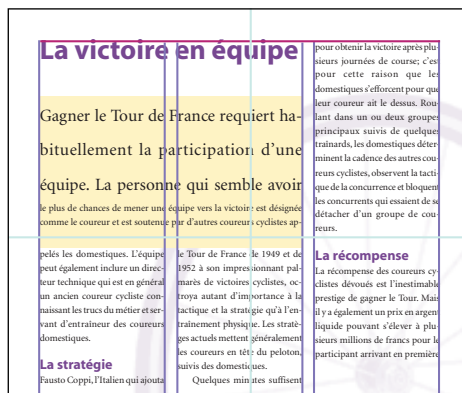 La victoire en équipe
Gagner le Tour de France requiert ha-
bituellement la participation d'une
équipe. La personne qui semble avoir
le plus de chances de mener une équipe vers la victoire est désignée
comme le coureur et est soutenue par d'autres coureurs cyclistes ap-
pelés les domestiques. L'équipe
peut également inclure un direc-
teur technique qui est en général
un ancien coureur cycliste con-
naissant les trucs du métier et ser-
vant d'entraîneur des coureurs
domestiques.
La stratégie
Fausto Coppi, l'Italien qui ajouta
le Tour de France de 1949 et de
1952 à son impressionnant pal-
marès de victoires cyclistes, oc-
troya autant d'importance à la
tactique et la stratégie qu'à l'en-
traînement physique. Les stratè-
ges actuels mettent généralement
les coureurs en tête du peloton,
suivis des domestiques.
Quelques minutes suffisent
pour obtenir la victoire après plu-
sieurs journées de course; c'est
pour cette raison que les
domestiques s'efforcent pour que
leur coureur ait le dessus. Rou-
lant dans un ou deux groupes
principaux suivis de quelques
traînards, les domestiques déter-
minent la cadence des autres cou-
reurs cyclistes, observent la tacti-
que de la concurrence et bloquent
les concurrents qui essaient de se
détacher d'un groupe de cou-
reurs.
La récompense
La récompense des coureurs cy-
clistes dévoués est l'inestimable
prestige de gagner le Tour. Mais
il y a également un prix en argent
liquide pouvant s'élever à plu-
sieurs millions de francs pour le
participant arrivant en première